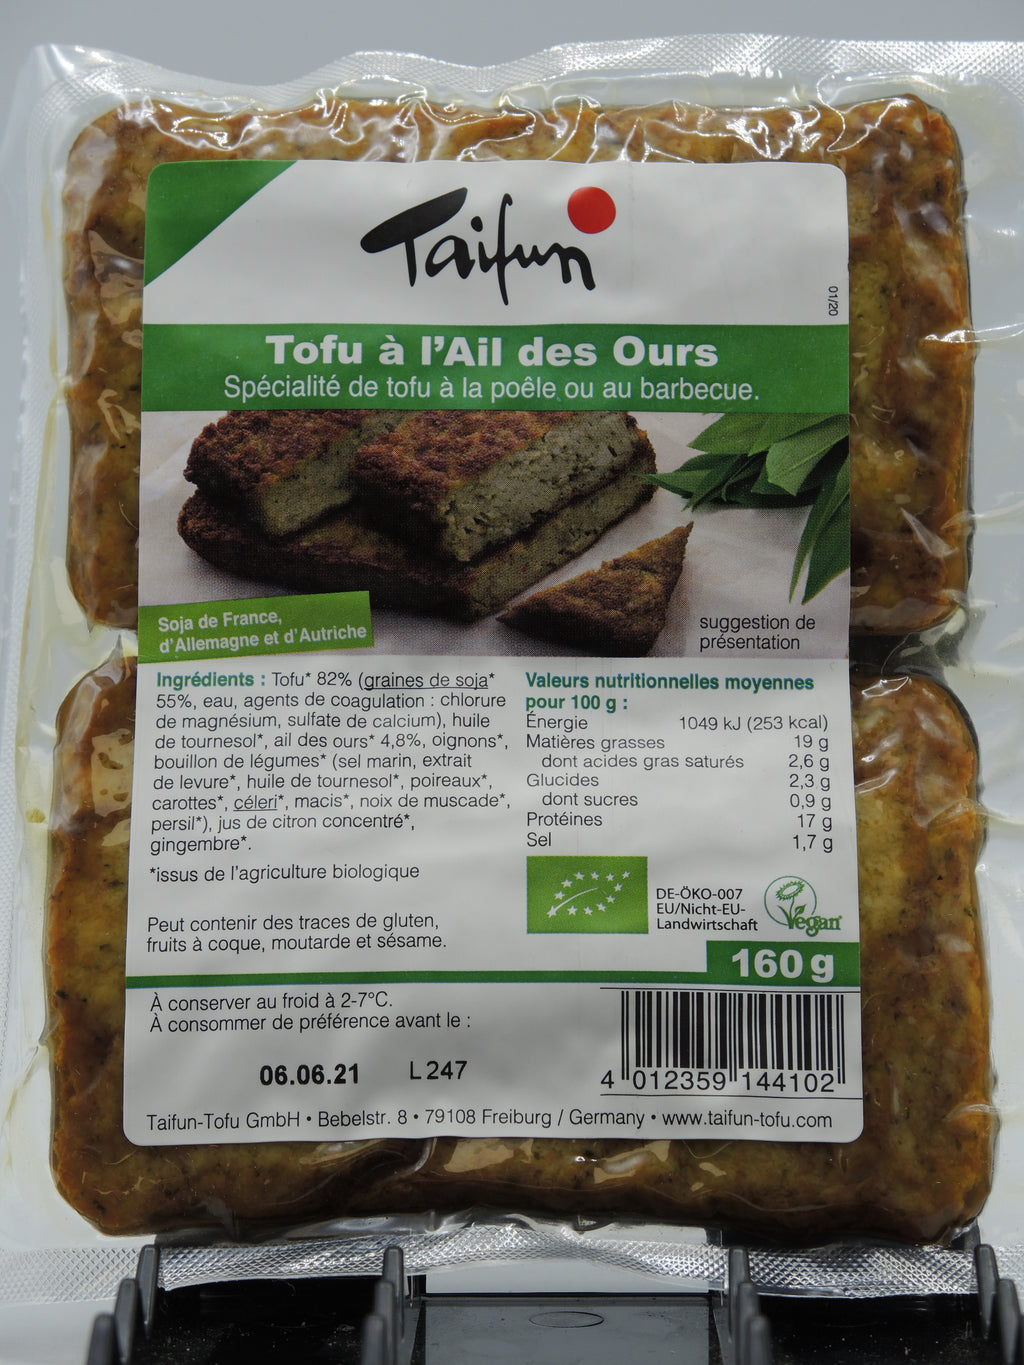 Taifun
01/20
Tofu à l'Ail des Ours
Spécialité de tofu à la poêle ou au barbecue.
Soja de France,
d'Allemagne et d'Autriche
suggestion de
présentation
Ingrédients : Tofu* 82% (graines de soja*
55%, eau, agents de coagulation : chlorure
de magnésium, sulfate de calcium), huile
de tournesol*, ail des ours* 4,8%, oignons*,
bouillon de légumes* (sel marin, extrait
de levure*, huile de tournesol*, poireaux*,
carottes*, céleri*, macis*, noix de muscade*,
persil*), jus de citron concentré*,
gingembre*.
*issus de l'agriculture biologique
Peut contenir des traces de gluten,
fruits à coque, moutarde et sésame.
Valeurs nutritionnelles moyennes
pour 100 g :
Énergie 1049 kJ (253 kcal)
Matières grasses 19 g
dont acides gras saturés 2,6 g
Glucides 2,3 g
dont sucres 0,9 g
Protéines 17 g
Sel 1,7 g
DE-ÖKO-007
EU/Nicht-EU-
Landwirtschaft
Vegan
160 g
À conserver au froid à 2-7°C.
À consommer de préférence avant le :
06.06.21 L247
4 012359 144102
Taifun-Tofu GmbH • Bebelstr. 8 • 79108 Freiburg / Germany • www.taifun-tofu.com